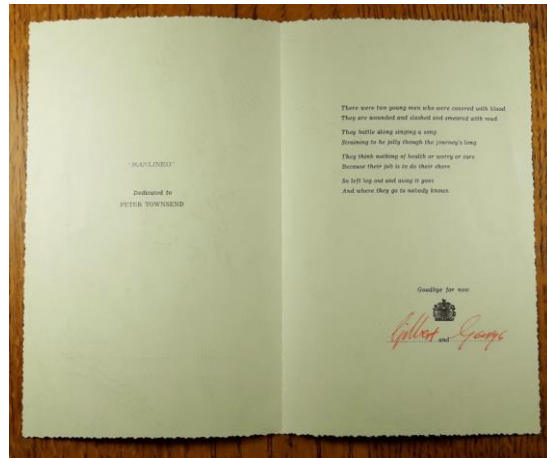 "MANLINESS"
Dedicated to
PETER TOWNSEND
There were two young men who were covered with blood
They are wounded and slashed and smeared with mud
They battle along singing a song
Straining to be jolly though the journey's long
They think nothing of health or worry or care
Because their job is to do their share
So left leg out and away it goes
And where they go to nobody knows.
Goodbye for now
Gilbert and George